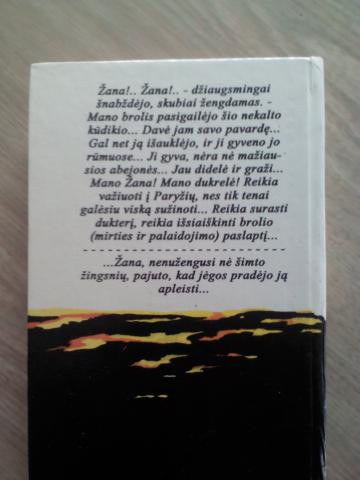 Žana!.. Žana!.. - džiaugsmingai
šnabždėjo, skubiai žengdamas. -
Mano brolis pasigailėjo šio nekalto
kūdikio... Davė jam savo pavardę...
Gal net ją išauklėjo, ir ji gyveno jo
rūmuose... Ji gyva, nėra nė mažiau-
sios abejonės... Jau didelė ir graži...
Mano Žana! Mano dukrelė! Reikia
važiuoti į Paryžių, nes tik tenai
galėsiu viską sužinoti... Reikia surasti
dukterį, reikia išsiaiškinti brolio
(mirties ir palaidojimo) paslaptį...
...Žana, nenužengusi nė šimto
žingsnių, pajuto, kad jėgos pradėjo ją
apleisti...